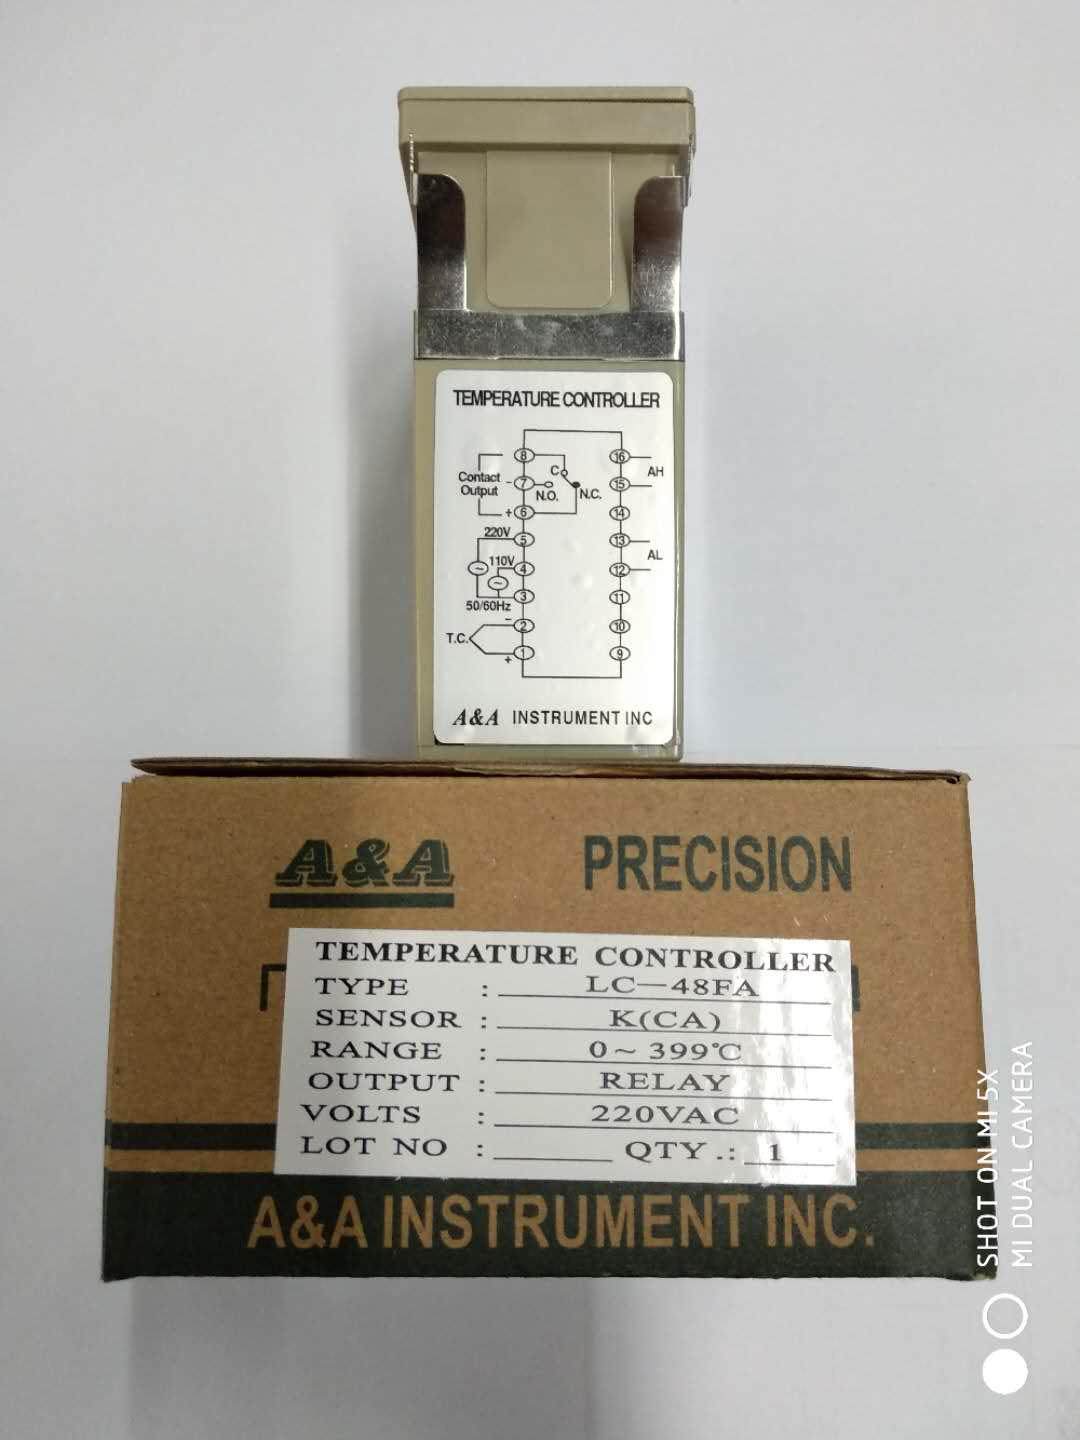 TEMPERATURE CONTROLLER
8
C
16
AH
Contact
Output
- 7
N.O.
N.C.
15
+ 6
14
220V
5
13
AL
110V
4
12
3
50/60Hz
11
- 2
10
T.C.
+ 1
9
A&A INSTRUMENT INC
A&A PRECISION
TEMPERATURE CONTROLLER
TYPE : LC—48FA
SENSOR : K(CA)
RANGE : 0~399℃
OUTPUT : RELAY
VOLTS : 220VAC
LOT NO : QTY.: 1
A&A INSTRUMENT INC.
SHOT ON MI 5X
MI DUAL CAMERA